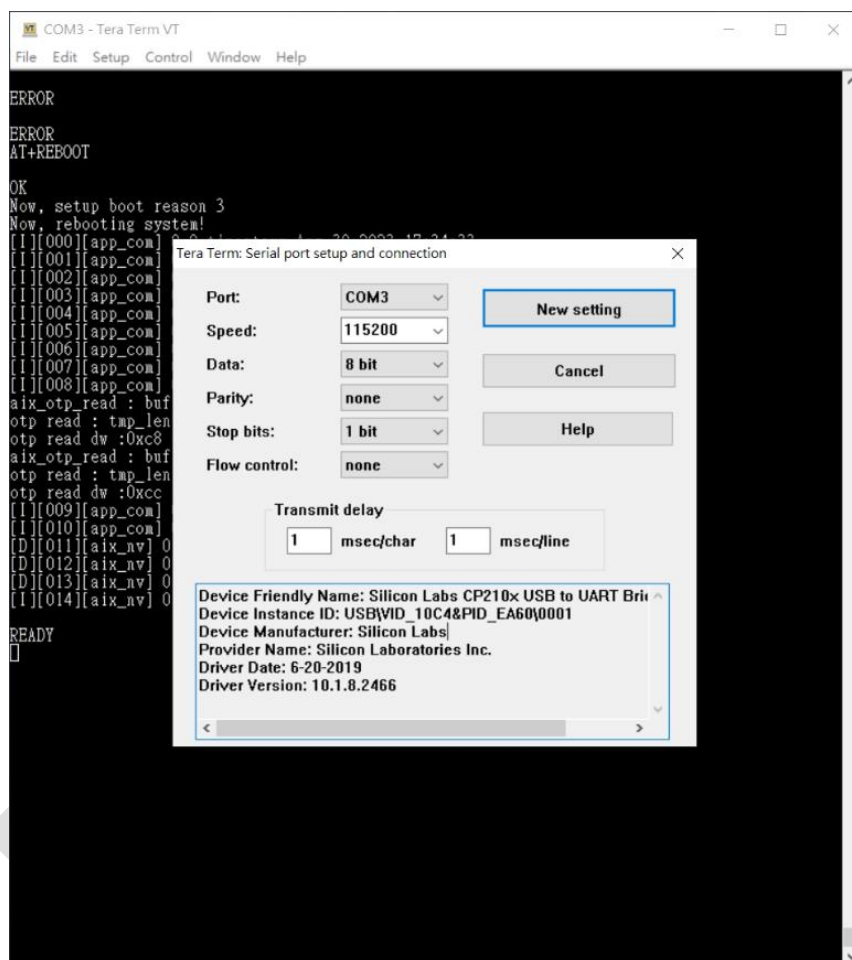 COM3 - Tera Term VT
File Edit Setup Control Window Help
ERROR
ERROR
AT+REBOOT
OK
Now, setup boot reason 3
Now, rebooting system!
[I][000][app_com]
[I][001][app_com]
[I][002][app_com]
[I][003][app_com]
[I][004][app_com]
[I][005][app_com]
[I][006][app_com]
[I][007][app_com]
[I][008][app_com]
aix_otp_read : buf
otp read : tmp_len
otp read dw :0xc8
aix_otp_read : buf
otp read : tmp_len
otp read dw :0xcc
[I][009][app_com]
[I][010][app_com]
[D][011][aix_nv] 0
[D][012][aix_nv] 0
[D][013][aix_nv] 0
[I][014][aix_nv] 0
READY
Tera Term: Serial port setup and connection
Port: COM3
New setting
Speed: 115200
Data: 8 bit
Cancel
Parity: none
Stop bits: 1 bit
Help
Flow control: none
Transmit delay
1 msec/char 1 msec/line
Device Friendly Name: Silicon Labs CP210x USB to UART
Device Instance ID: USB\VID_10C4&PID_EA60\0001
Device Manufacturer: Silicon Labs
Provider Name: Silicon Laboratories Inc.
Driver Date: 6-20-2019
Driver Version: 10.1.8.2466